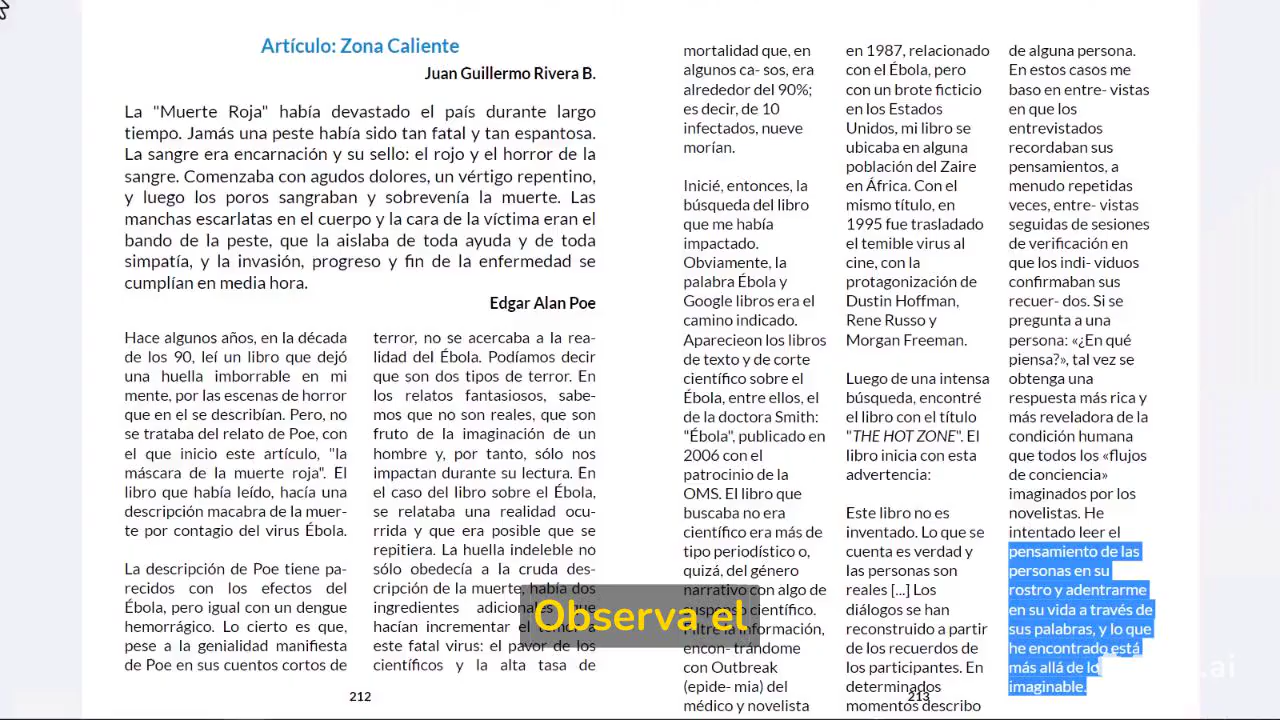 Artículo: Zona Caliente
Juan Guillermo Rivera B.
La "Muerte Roja" había devastado el país durante largo
tiempo. Jamás una peste había sido tan fatal y tan espantosa.
La sangre era encarnación y su sello: el rojo y el horror de la
sangre. Comenzaba con agudos dolores, un vértigo repentino,
y luego los poros sangraban y sobrevenía la muerte. Las
manchas escarlatas en el cuerpo y la cara de la víctima eran el
bando de la peste, que la aislaba de toda ayuda y de toda
simpatía, y la invasión, progreso y fin de la enfermedad se
cumplían en media hora.
Edgar Alan Poe
Hace algunos años, en la década
de los 90, leí un libro que dejó
una huella imborrable en mi
mente, por las escenas de horror
que en el se describían. Pero, no
se trataba del relato de Poe, con
el que inicio este artículo, "la
máscara de la muerte roja". El
libro que había leído, hacía una
descripción macabra de la muer-
te por contagio del virus Ébola.
La descripción de Poe tiene pa-
recidos con los efectos del
Ébola, pero igual con un dengue
hemorrágico. Lo cierto es que,
pese a la genialidad manifiesta
de Poe en sus cuentos cortos de
terror, no se acercaba a la rea-
lidad del Ébola. Podíamos decir
que son dos tipos de terror. En
los relatos fantasiosos, sabe-
mos que no son reales, que son
fruto de la imaginación de un
hombre y, por tanto, sólo nos
impactan durante su lectura. En
el caso del libro sobre el Ébola,
se relataba una realidad ocu-
rrida y que era posible que se
repitiera. La huella indeleble no
sólo obedecía a la cruda des-
cripción de la muerte, había dos
ingredientes adicionales que
hacían incrementar el temor a
este fatal virus: el pavor de los
científicos y la alta tasa de
212
mortalidad que, en
algunos ca- sos, era
alrededor del 90%;
es decir, de 10
infectados, nueve
morían.
Inicié, entonces, la
búsqueda del libro
que me había
impactado.
Obviamente, la
palabra Ébola y
Google libros era el
camino indicado.
Aparecieon los libros
de texto y de corte
científico sobre el
Ébola, entre ellos, el
de la doctora Smith:
"Ébola", publicado en
2006 con el
patrocinio de la
OMS. El libro que
buscaba no era
científico era más de
tipo periodístico o,
quizá, del género
narrativo con algo de
suspenso científico.
Filtre la información,
encon- trándome
con Outbreak
(epide- mia) del
médico y novelista
en 1987, relacionado
con el Ébola, pero
con un brote ficticio
en los Estados
Unidos, mi libro se
ubicaba en alguna
población del Zaire
en África. Con el
mismo título, en
1995 fue trasladado
el temible virus al
cine, con la
protagonización de
Dustin Hoffman,
Rene Russo y
Morgan Freeman.
Luego de una intensa
búsqueda, encontré
el libro con el título
"THE HOT ZONE". El
libro inicia con esta
advertencia:
Este libro no es
inventado. Lo que se
cuenta es verdad y
las personas son
reales [...] Los
diálogos se han
reconstruido a partir
de los recuerdos de
los participantes. En
determinados
momentos describo
213
de alguna persona.
En estos casos me
baso en entre- vistas
en que los
entrevistados
recordaban sus
pensamientos, a
menudo repetidas
veces, entre- vistas
seguidas de sesiones
de verificación en
que los indi- viduos
confirmaban sus
recuer- dos. Si se
pregunta a una
persona: «¿En qué
piensa?», tal vez se
obtenga una
respuesta más rica y
más reveladora de la
condición humana
que todos los «flujos
de conciencia»
imaginados por los
novelistas. He
intentado leer el
pensamiento de las
personas en su
rostro y adentrarme
en su vida a través de
sus palabras, y lo que
he encontrado está
más allá de lo
imaginable.
Observa el